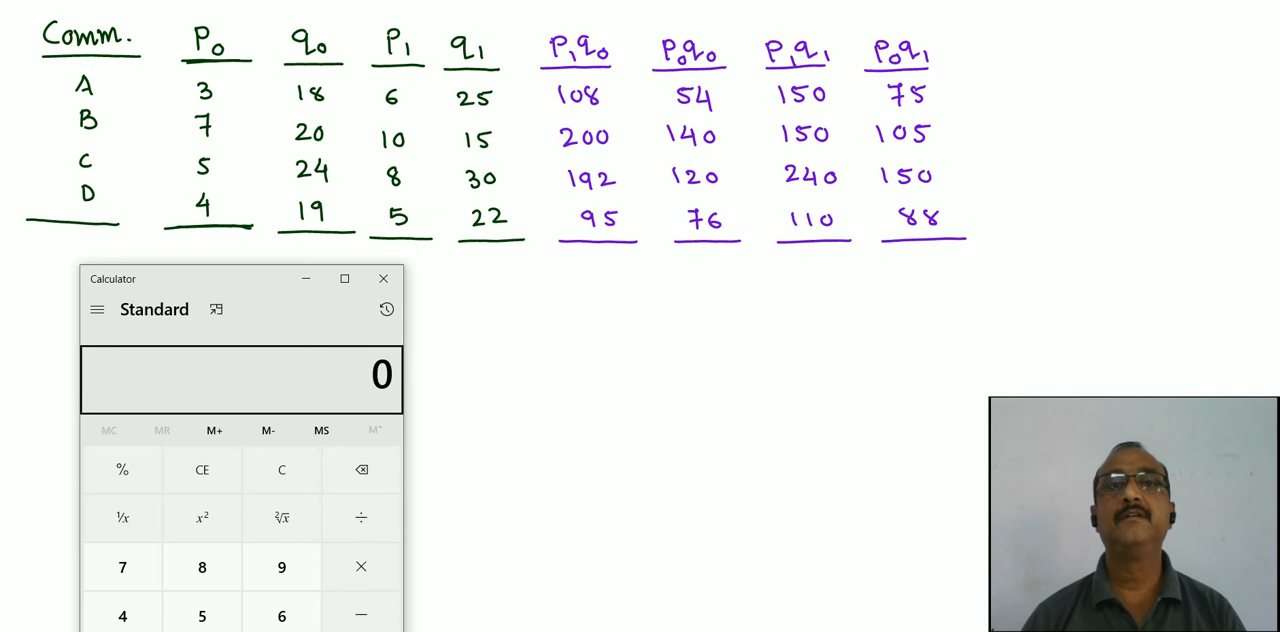 Comm. P0 q0 P1 q1 P1q0 P0q0 P1q1 P0q1
A 3 18 6 25 108 54 150 75
B 7 20 10 15 200 140 150 105
C 5 24 8 30 192 120 240 150
D 4 19 5 22 95 76 110 88
Calculator
Standard
0
MC MR M+ M- MS M˅
% CE C
¹/x x² ²√x ÷
7 8 9 ×
4 5 6 −